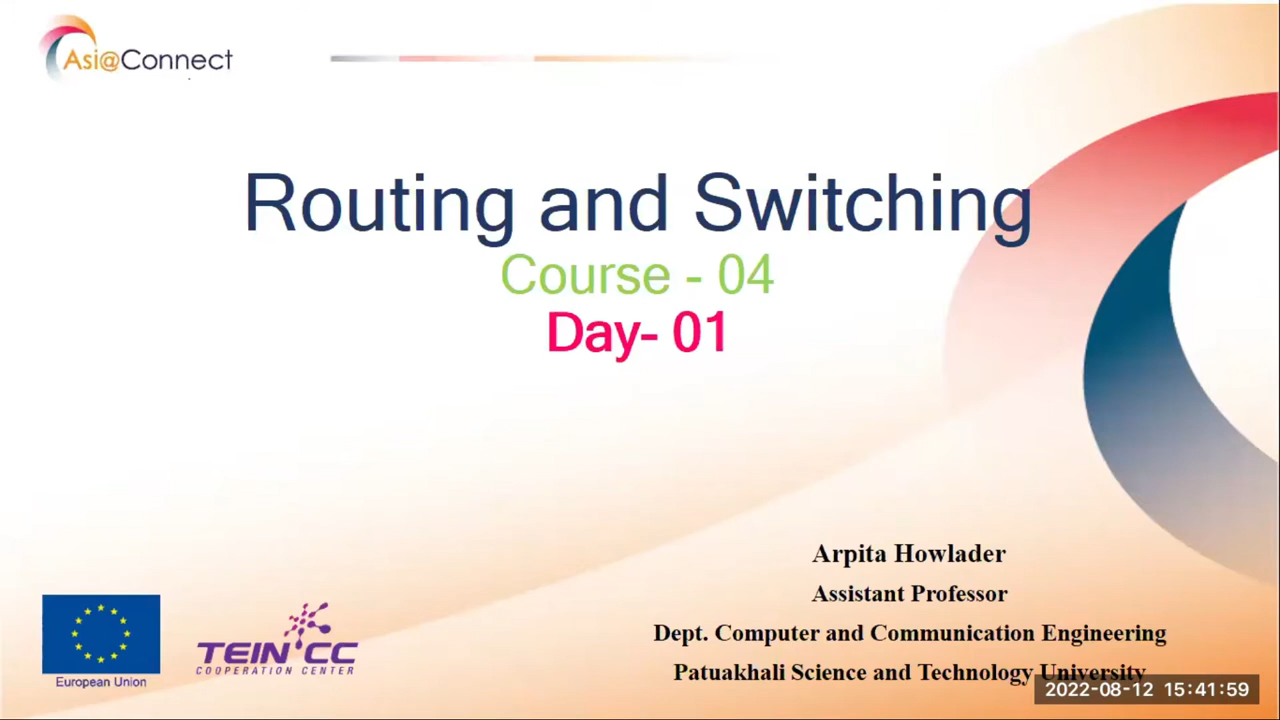 Asi@Connect
Routing and Switching
Course - 04
Day- 01
Arpita Howlader
Assistant Professor
Dept. Computer and Communication Engineering
Patuakhali Science and Technology University
European Union
TEIN*CC
COOPERATION CENTER
2022-08-12 15:41:59